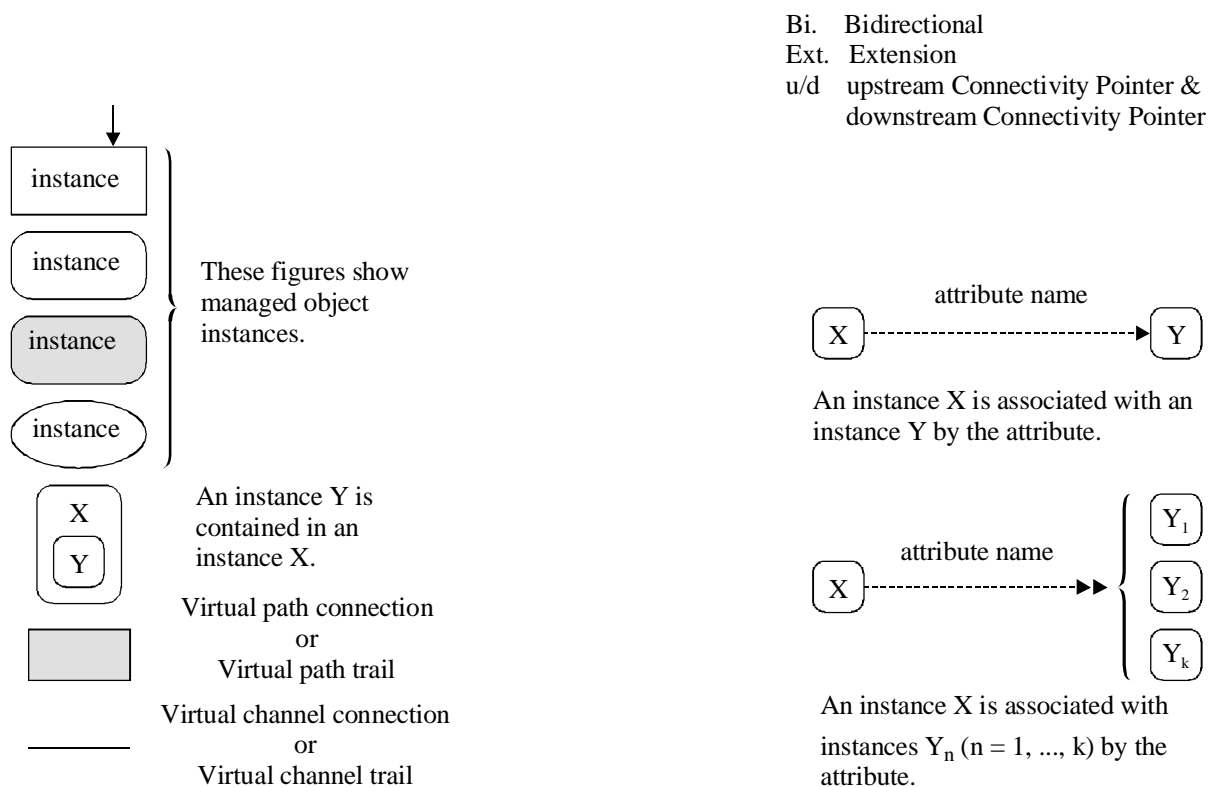 Bi. Bidirectional
Ext. Extension
u/d upstream Connectivity Pointer &
downstream Connectivity Pointer
instance
instance
instance
instance
These figures show
managed object
instances.
X
Y
An instance Y is
contained in an
instance X.
Virtual path connection
or
Virtual path trail
Virtual channel connection
or
Virtual channel trail
attribute name
X
Y
An instance X is associated with an
instance Y by the attribute.
attribute name
X
Y1
Y2
Yk
An instance X is associated with
instances Yn (n = 1, ..., k) by the
attribute.